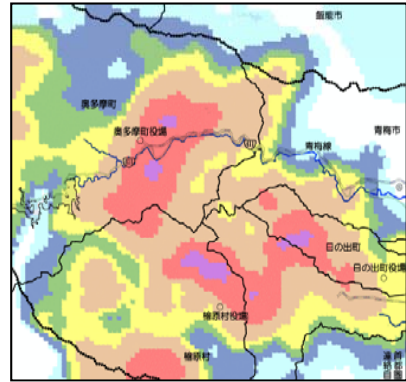 飯能市
奥多摩町
奥多摩町役場
青梅市
青梅線
日の出町
日の出町役場
檜原村役場
檜原村